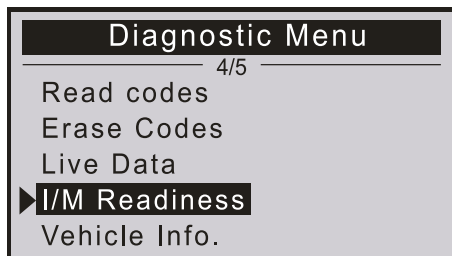 Diagnostic Menu
4/5
Read codes
Erase Codes
Live Data
I/M Readiness
Vehicle Info.